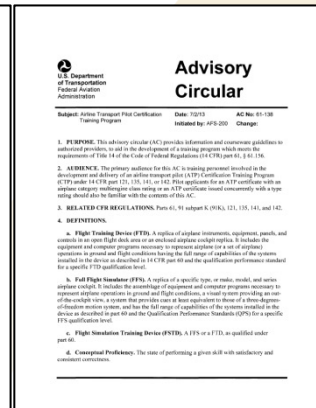 U.S. Department
of Transportation
Federal Aviation
Administration
Advisory
Circular
Subject: Airline Transport Pilot Certification
Training Program
Date: 7/2/13
Initiated by: AFS-200
AC No: 61-138
Change:
1. PURPOSE. This advisory circular (AC) provides information and courseware guidelines to
authorized providers, to aid in the development of a training program which meets the
requirements of Title 14 of the Code of Federal Regulations (14 CFR) part 61, § 61.156.
2. AUDIENCE. The primary audience for this AC is training personnel involved in the
development and delivery of an airline transport pilot (ATP) Certification Training Program
(CTP) under 14 CFR part 121, 135, 141, or 142. Pilot applicants for an ATP certificate with an
airplane category multiengine class rating or an ATP certificate issued concurrently with a type
rating should also be familiar with the contents of this AC.
3. RELATED CFR REGULATIONS. Parts 61, 91 subpart K (91K), 121, 135, 141, and 142.
4. DEFINITIONS.
a. Flight Training Device (FTD). A replica of airplane instruments, equipment, panels, and
controls in an open flight deck area or an enclosed airplane cockpit replica. It includes the
equipment and computer programs necessary to represent airplane (or a set of airplane)
operations in ground and flight conditions having the full range of capabilities of the systems
installed in the device as described in 14 CFR part 60 and the qualification performance standard
for a specific FTD qualification level.
b. Full Flight Simulator (FFS). A replica of a specific type, or make, model, and series
airplane cockpit. It includes the assemblage of equipment and computer programs necessary to
represent airplane operations in ground and flight conditions, a visual system providing an out-
of-the-cockpit view, a system that provides cues at least equivalent to those of a three-degrees-
of-freedom motion system, and has the full range of capabilities of the systems installed in the
device as described in part 60 and the Qualification Performance Standards (QPS) for a specific
FFS qualification level.
c. Flight Simulation Training Device (FSTD). A FFS or a FTD, as qualified under
part 60.
d. Conceptual Proficiency. The state of performing a given skill with satisfactory and
consistent correctness.